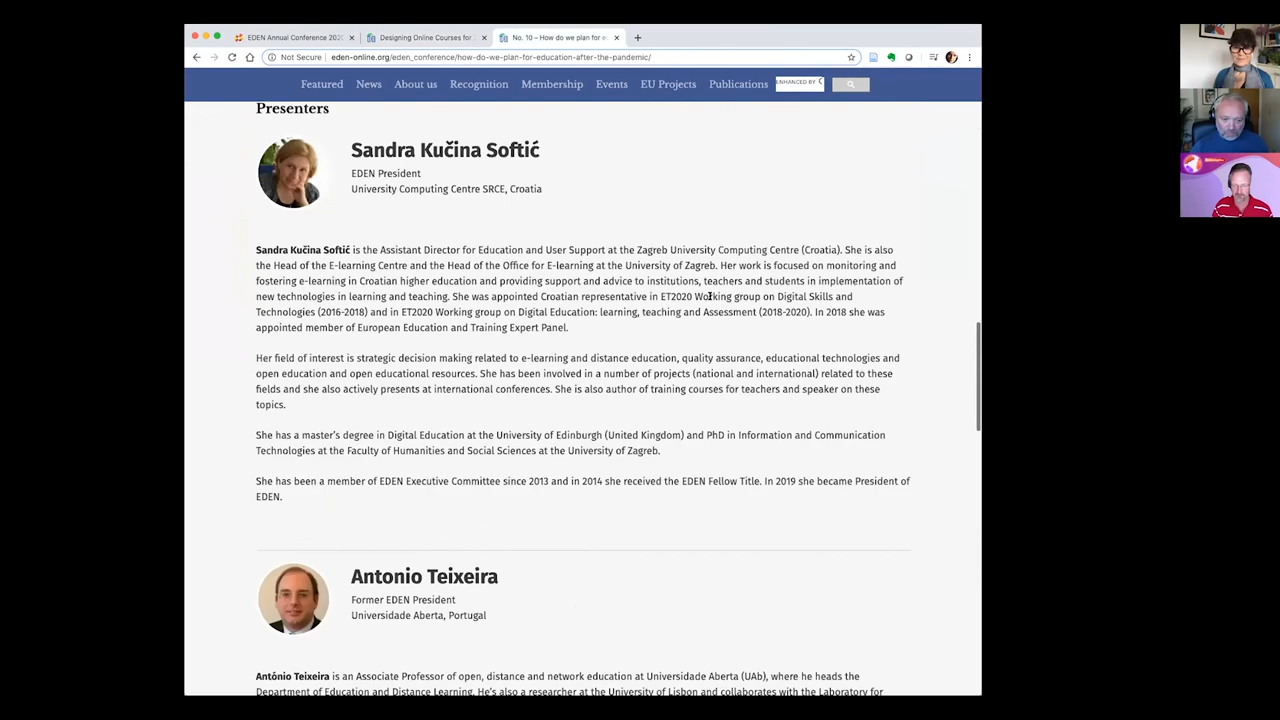 EDEN Annual Conference 202
Designing Online Courses for
No. 10 – How do we plan for e
Not Secure
eden-online.org/eden_conference/how-do-we-plan-for-education-after-the-pandemic/
Featured News About us Recognition Membership Events EU Projects Publications ENHANCED BY
Presenters
Sandra Kučina Softić
EDEN President
University Computing Centre SRCE, Croatia
Sandra Kučina Softić is the Assistant Director for Education and User Support at the Zagreb University Computing Centre (Croatia). She is also
the Head of the E-learning Centre and the Head of the Office for E-learning at the University of Zagreb. Her work is focused on monitoring and
fostering e-learning in Croatian higher education and providing support and advice to institutions, teachers and students in implementation of
new technologies in learning and teaching. She was appointed Croatian representative in ET2020 Working group on Digital Skills and
Technologies (2016-2018) and in ET2020 Working group on Digital Education: learning, teaching and Assessment (2018-2020). In 2018 she was
appointed member of European Education and Training Expert Panel.
Her field of interest is strategic decision making related to e-learning and distance education, quality assurance, educational technologies and
open education and open educational resources. She has been involved in a number of projects (national and international) related to these
fields and she also actively presents at international conferences. She is also author of training courses for teachers and speaker on these
topics.
She has a master's degree in Digital Education at the University of Edinburgh (United Kingdom) and PhD in Information and Communication
Technologies at the Faculty of Humanities and Social Sciences at the University of Zagreb.
She has been a member of EDEN Executive Committee since 2013 and in 2014 she received the EDEN Fellow Title. In 2019 she became President of
EDEN.
Antonio Teixeira
Former EDEN President
Universidade Aberta, Portugal
António Teixeira is an Associate Professor of open, distance and network education at Universidade Aberta (UAb), where he heads the
Department of Education and Distance Learning. He's also a researcher at the University of Lisbon and collaborates with the Laboratory for